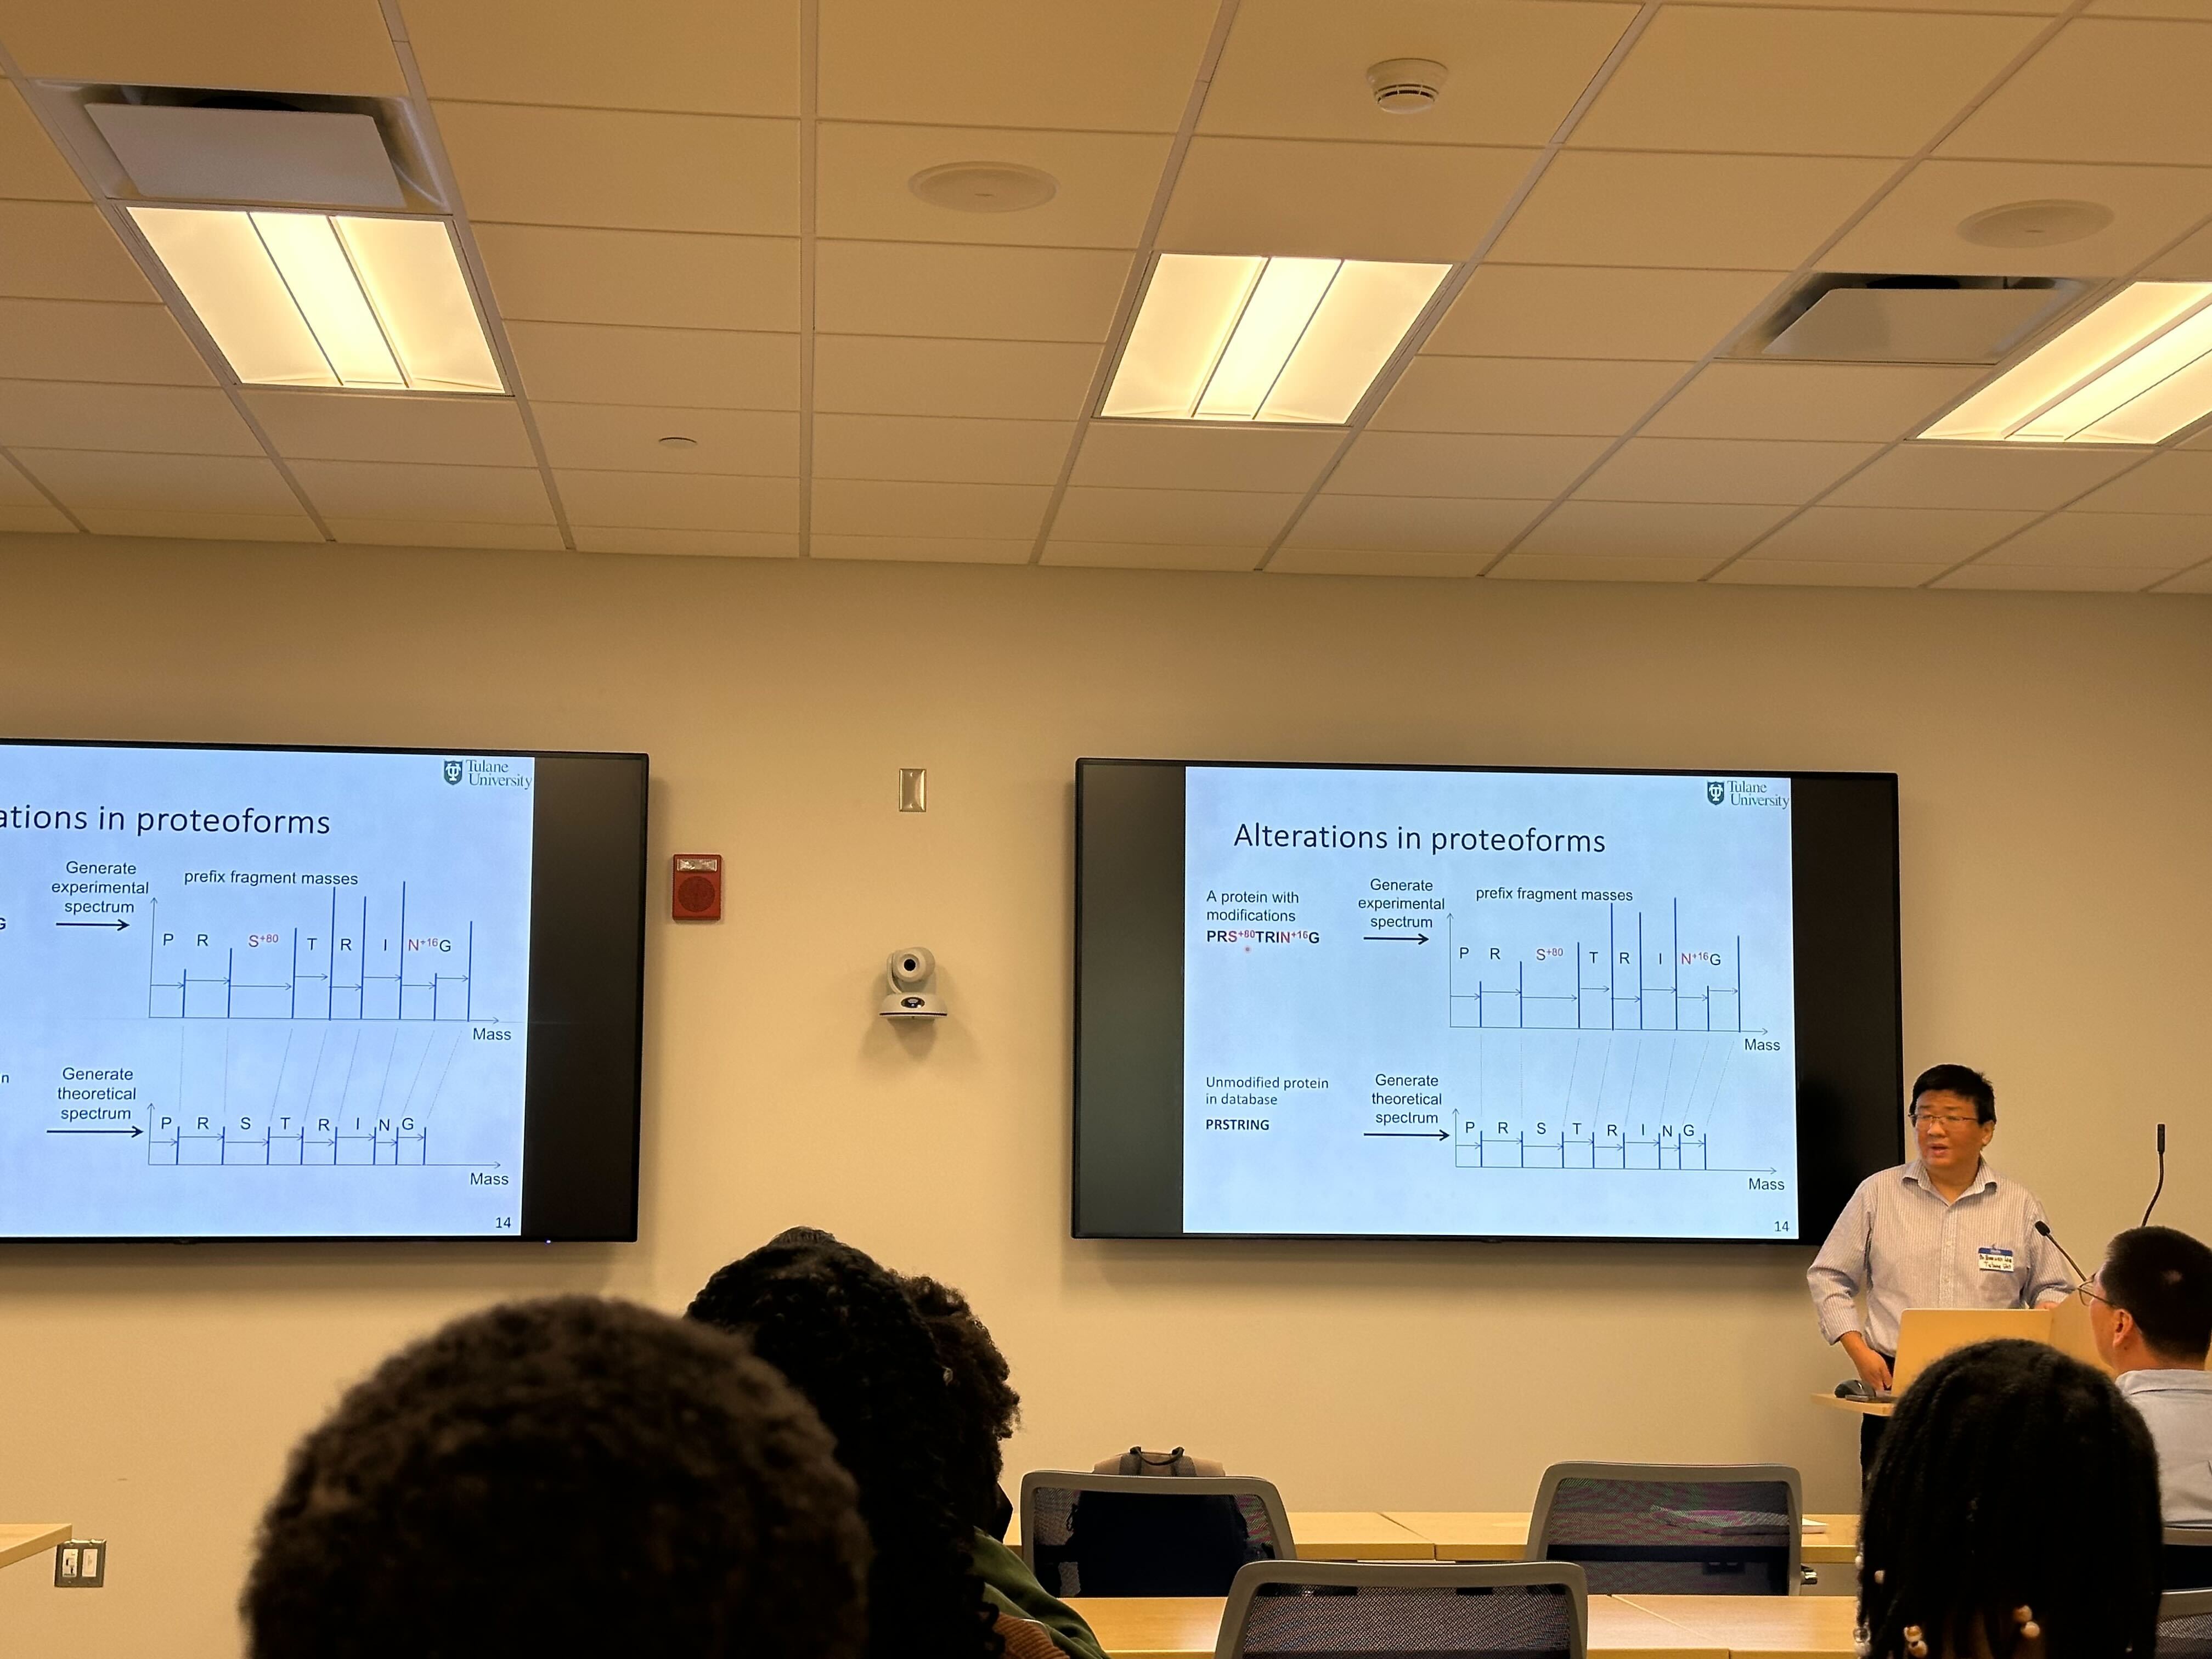 Tulane
University
ations in proteoforms
Generate
experimental
spectrum
prefix fragment masses
G
P R S+80 T R I N+16G
Mass
n
Generate
theoretical
spectrum
P R S T R I N G
Mass
14
Tulane
University
Alterations in proteoforms
A protein with
modifications
PRS+80TRIN+16G
Generate
experimental
spectrum
prefix fragment masses
P R S+80 T R I N+16G
Mass
Unmodified protein
in database
PRSTRING
Generate
theoretical
spectrum
P R S T R I N G
Mass
14